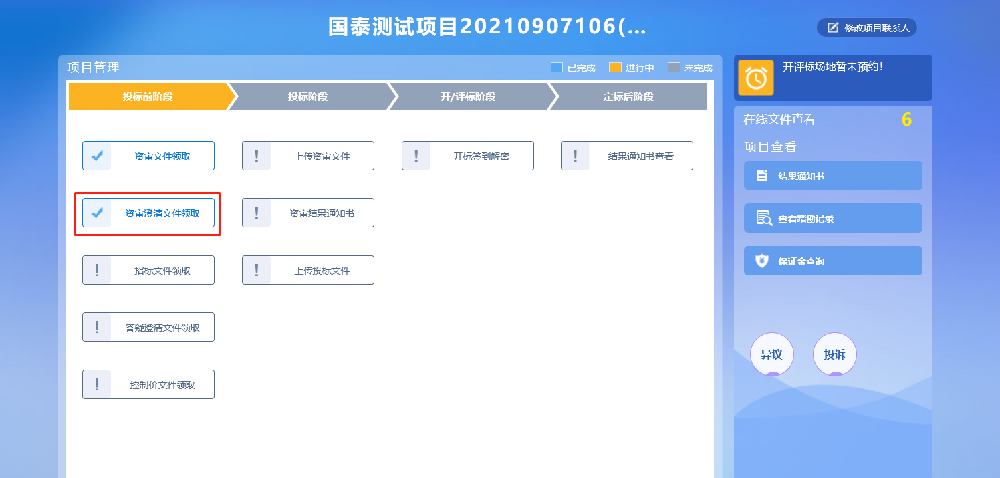 国泰测试项目20210907106(...
修改项目联系人
项目管理
已完成
进行中
未完成
投标前阶段
投标阶段
开/评标阶段
定标后阶段
资审文件领取
上传资审文件
开标签到解密
结果通知书查看
资审澄清文件领取
资审结果通知书
招标文件领取
上传投标文件
答疑澄清文件领取
控制价文件领取
开评标场地暂未预约!
在线文件查看
6
项目查看
结果通知书
查看踏勘记录
保证金查询
异议
投诉